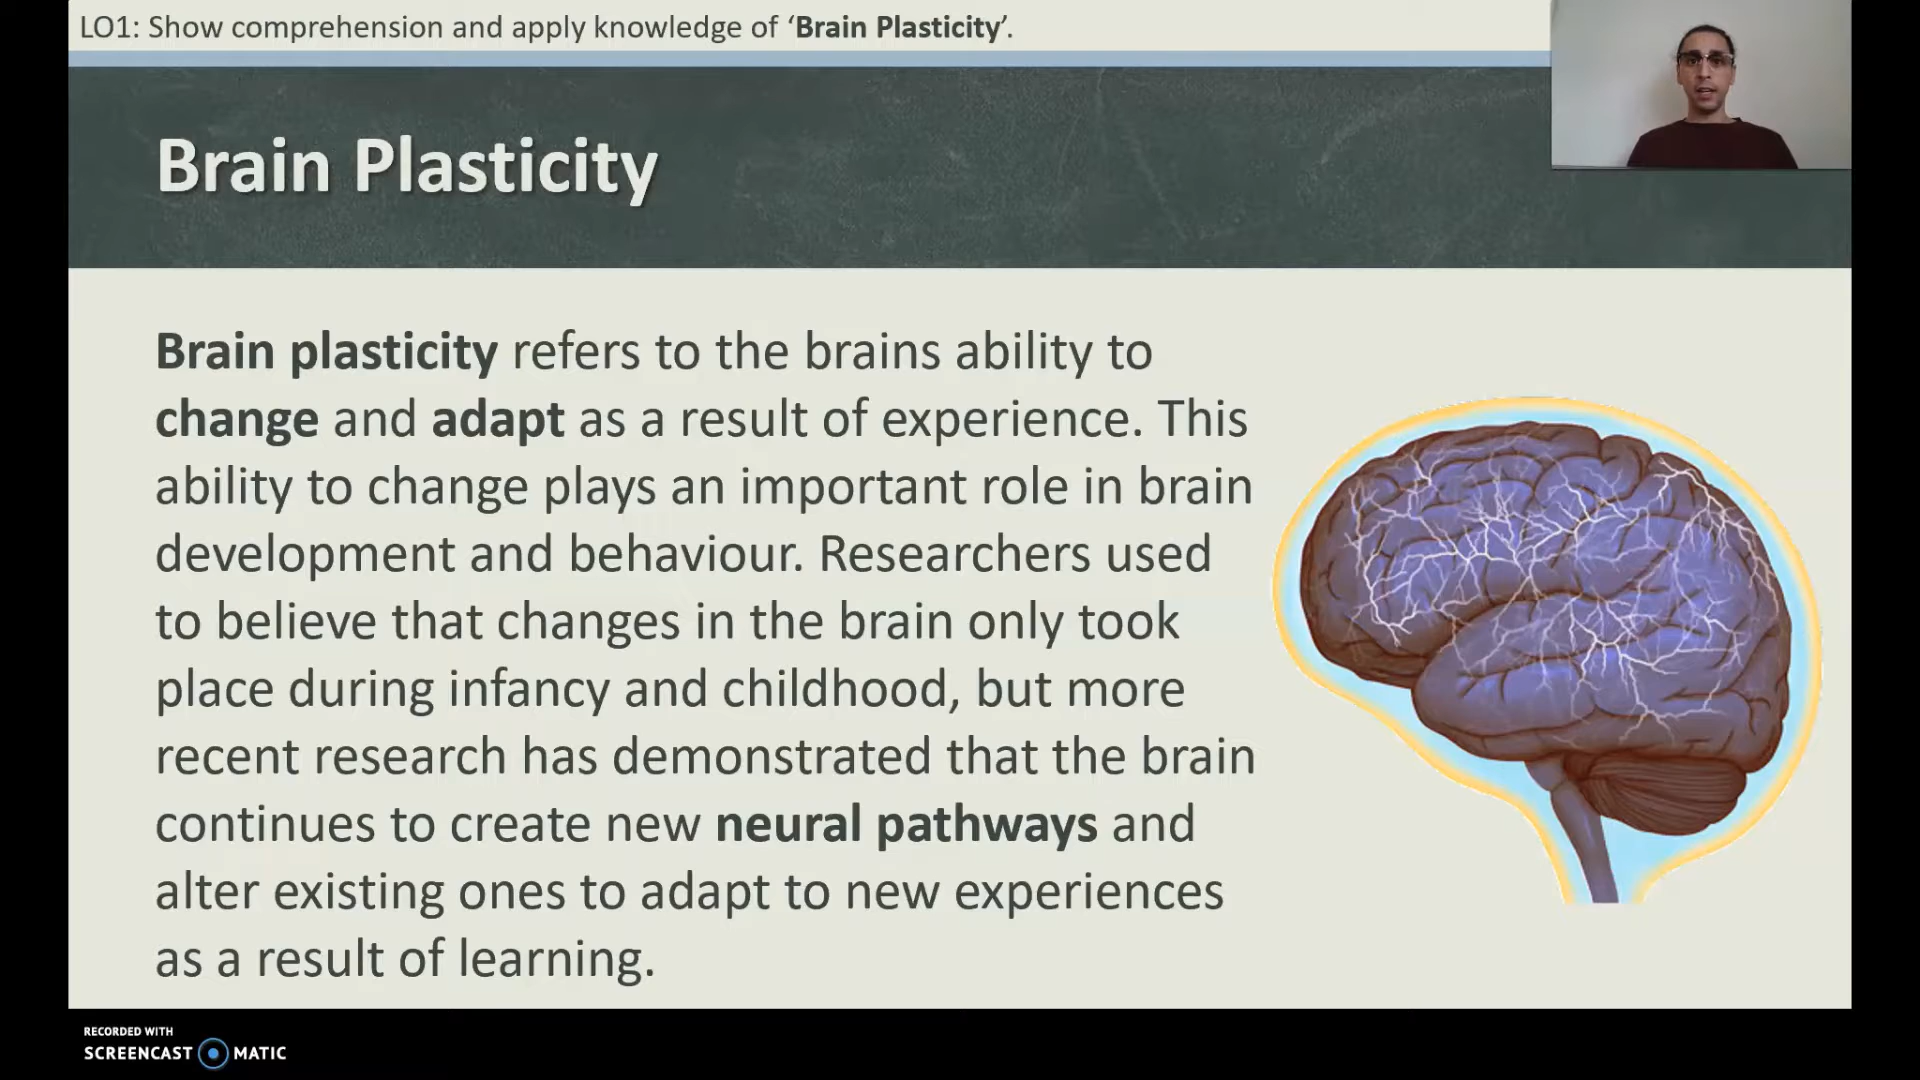 LO1: Show comprehension and apply knowledge of ‘Brain Plasticity’.
Brain Plasticity
Brain plasticity refers to the brains ability to
change and adapt as a result of experience. This
ability to change plays an important role in brain
development and behaviour. Researchers used
to believe that changes in the brain only took
place during infancy and childhood, but more
recent research has demonstrated that the brain
continues to create new neural pathways and
alter existing ones to adapt to new experiences
as a result of learning.
RECORDED WITH
SCREENCAST MATIC